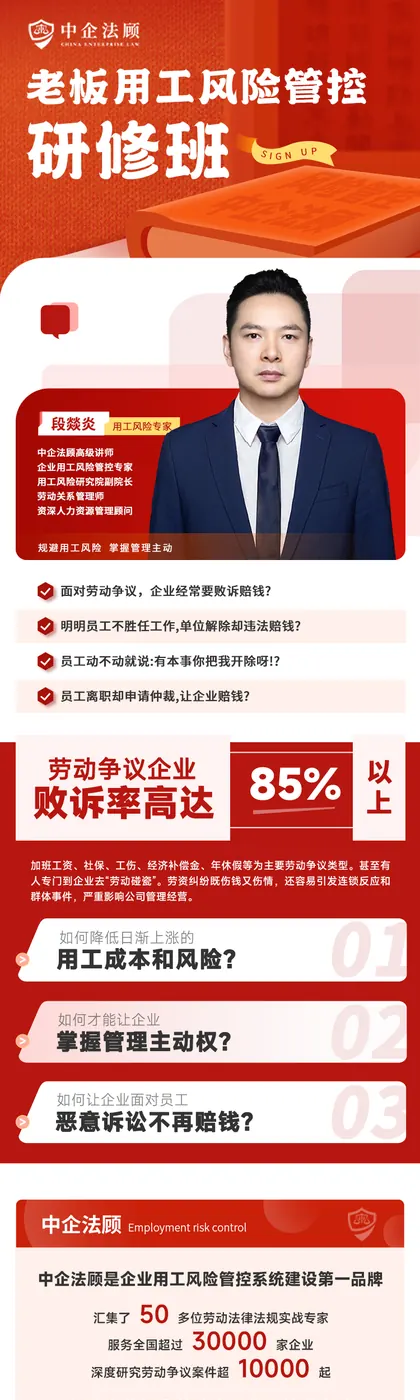 中企法顾
CHINA ENTERPRISE LAW
老板用工风险管控
研修班
SIGN UP
段燚炎
用工风险专家
中企法顾高级讲师
企业用工风险管控专家
用工风险研究院副院长
劳动关系管理师
资深人力资源管理顾问
规避用工风险 掌握管理主动
面对劳动争议，企业经常要败诉赔钱？
明明员工不胜任工作,单位解除却违法赔钱？
员工动不动就说:有本事你把我开除呀!?
员工离职却申请仲裁,让企业赔钱？
劳动争议企业
败诉率高达
85%
以上
加班工资、社保、工伤、经济补偿金、年休假等为主要劳动争议类型。甚至有
人专门到企业去“劳动碰瓷”。劳资纠纷既伤钱又伤情，还容易引发连锁反应和
群体事件，严重影响公司管理经营。
如何降低日渐上涨的
用工成本和风险？
01
如何才能让企业
掌握管理主动权？
02
如何让企业面对员工
恶意诉讼不再赔钱？
03
中企法顾 Employment risk control
中企法顾是企业用工风险管控系统建设第一品牌
汇集了 50 多位劳动法律法规实战专家
服务全国超过 30000 家企业
深度研究劳动争议案件超 10000 起